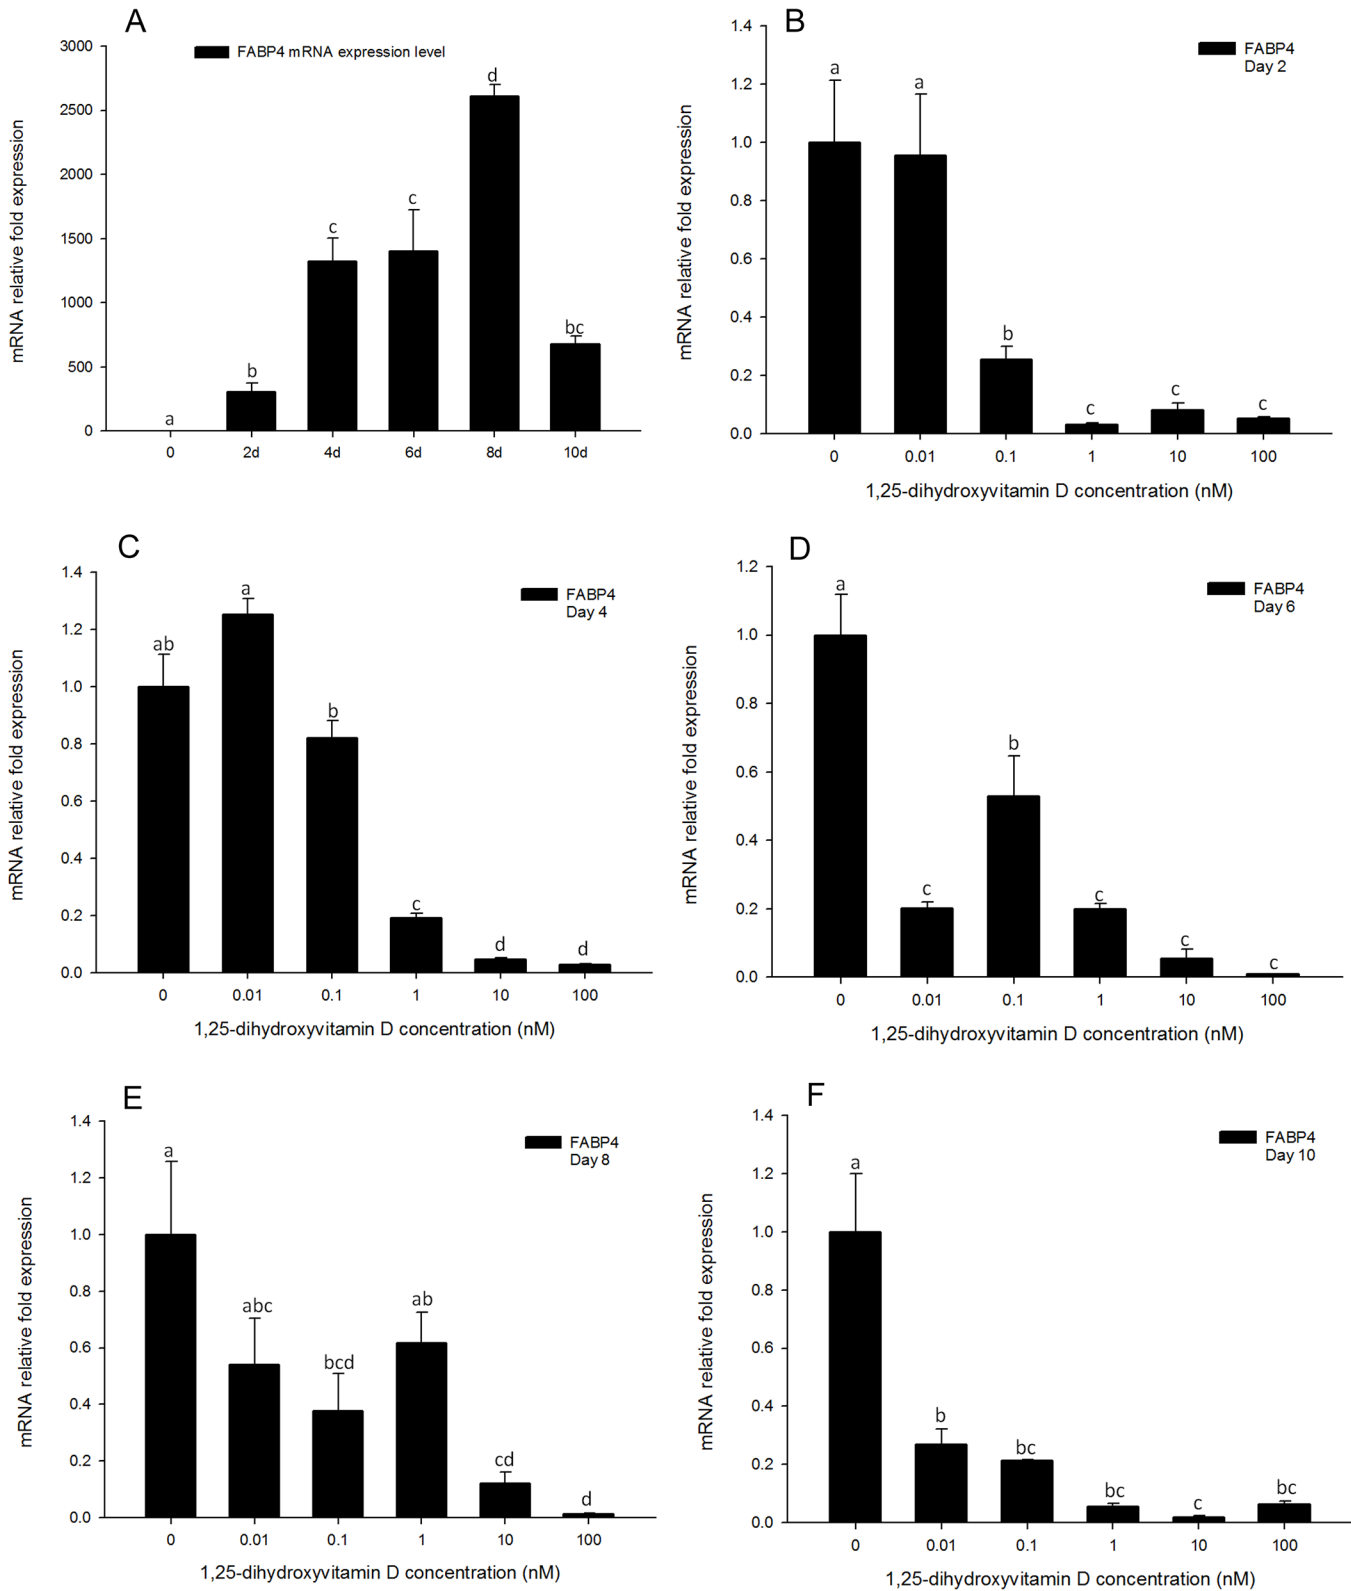 A
FABP4 mRNA expression level
mRNA relative fold expression
3000
2500
2000
1500
1000
500
0
a
b
c
c
d
bc
0 2d 4d 6d 8d 10d
B
FABP4
Day 2
mRNA relative fold expression
1.4
1.2
1.0
0.8
0.6
0.4
0.2
0.0
a
a
b
c
c
c
0 0.01 0.1 1 10 100
1,25-dihydroxyvitamin D concentration (nM)
C
FABP4
Day 4
mRNA relative fold expression
1.4
1.2
1.0
0.8
0.6
0.4
0.2
0.0
ab
a
b
c
d
d
0 0.01 0.1 1 10 100
1,25-dihydroxyvitamin D concentration (nM)
D
FABP4
Day 6
mRNA relative fold expression
1.2
1.0
0.8
0.6
0.4
0.2
0.0
a
c
b
c
c
c
0 0.01 0.1 1 10 100
1,25-dihydroxyvitamin D concentration (nM)
E
FABP4
Day 8
mRNA relative fold expression
1.4
1.2
1.0
0.8
0.6
0.4
0.2
0.0
a
abc
bcd
ab
cd
d
0 0.01 0.1 1 10 100
1,25-dihydroxyvitamin D concentration (nM)
F
FABP4
Day 10
mRNA relative fold expression
1.4
1.2
1.0
0.8
0.6
0.4
0.2
0.0
a
b
bc
bc
c
bc
0 0.01 0.1 1 10 100
1,25-dihydroxyvitamin D concentration (nM)